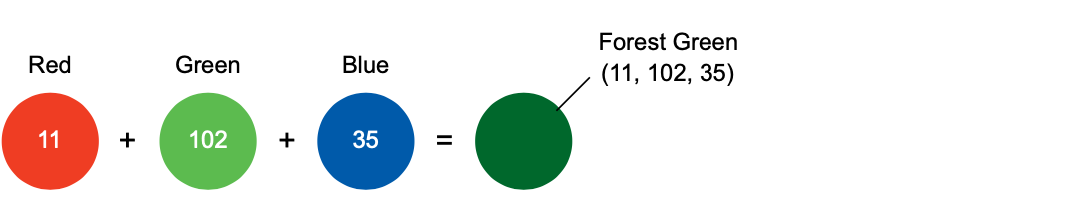 Red
Green
Blue
Forest Green
(11, 102, 35)
11 + 102 + 35 =